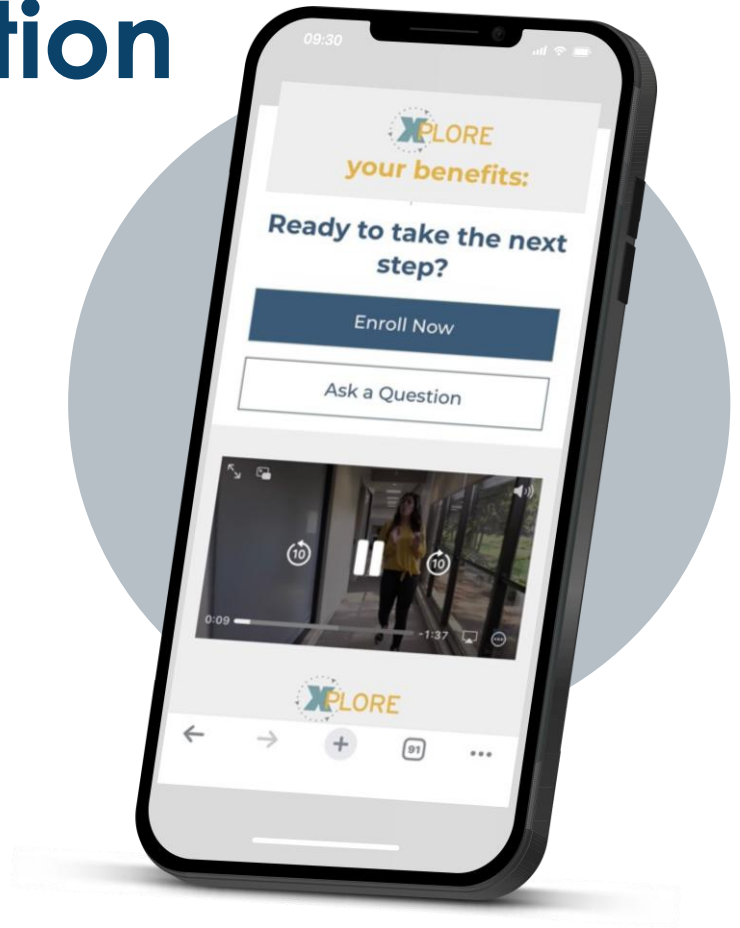 tion
09:30
XPLORE
your benefits:
Ready to take the next
step?
Enroll Now
Ask a Question
10
10
0:09
-1:37
XPLORE
91